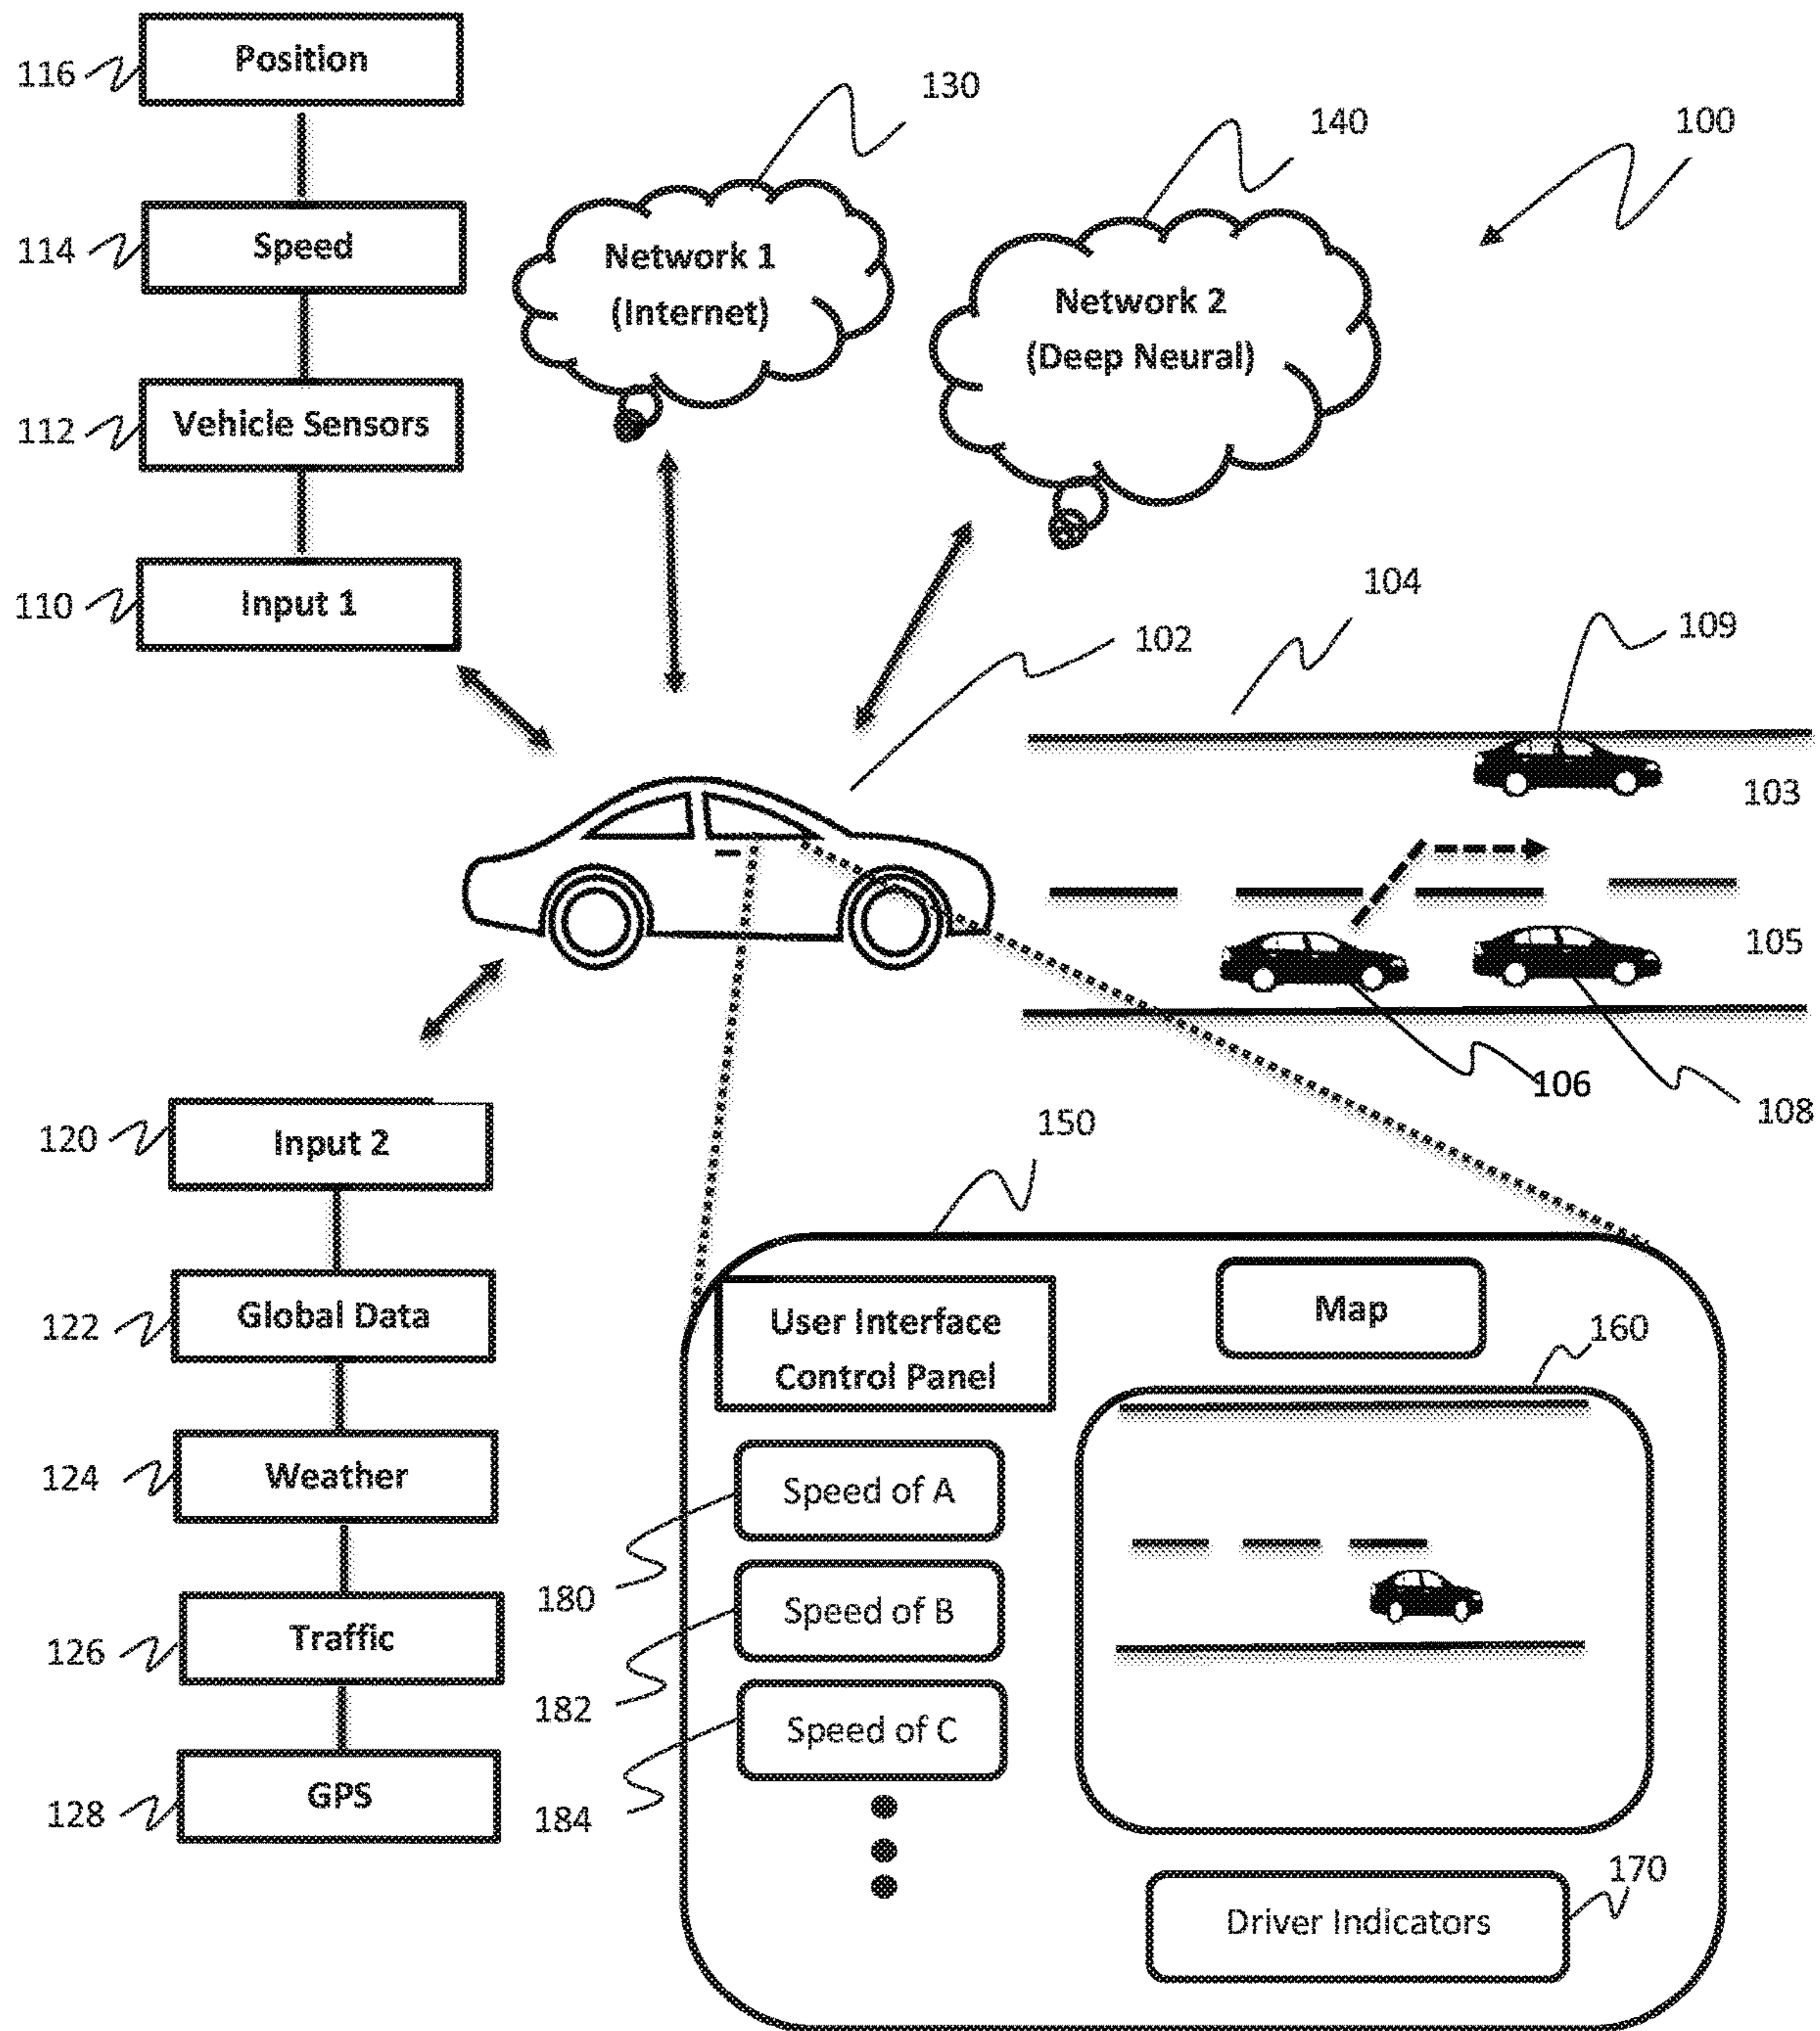 Position
116
130
140
100
Speed
114
Network 1
(Internet)
Network 2
(Deep Neural)
Vehicle Sensors
112
Input 1
110
104
109
102
103
105
106
108
Input 2
120
150
Global Data
122
User Interface
Control Panel
Map
160
Weather
124
Speed of A
180
Traffic
126
Speed of B
182
Speed of C
184
GPS
128
170
Driver Indicators